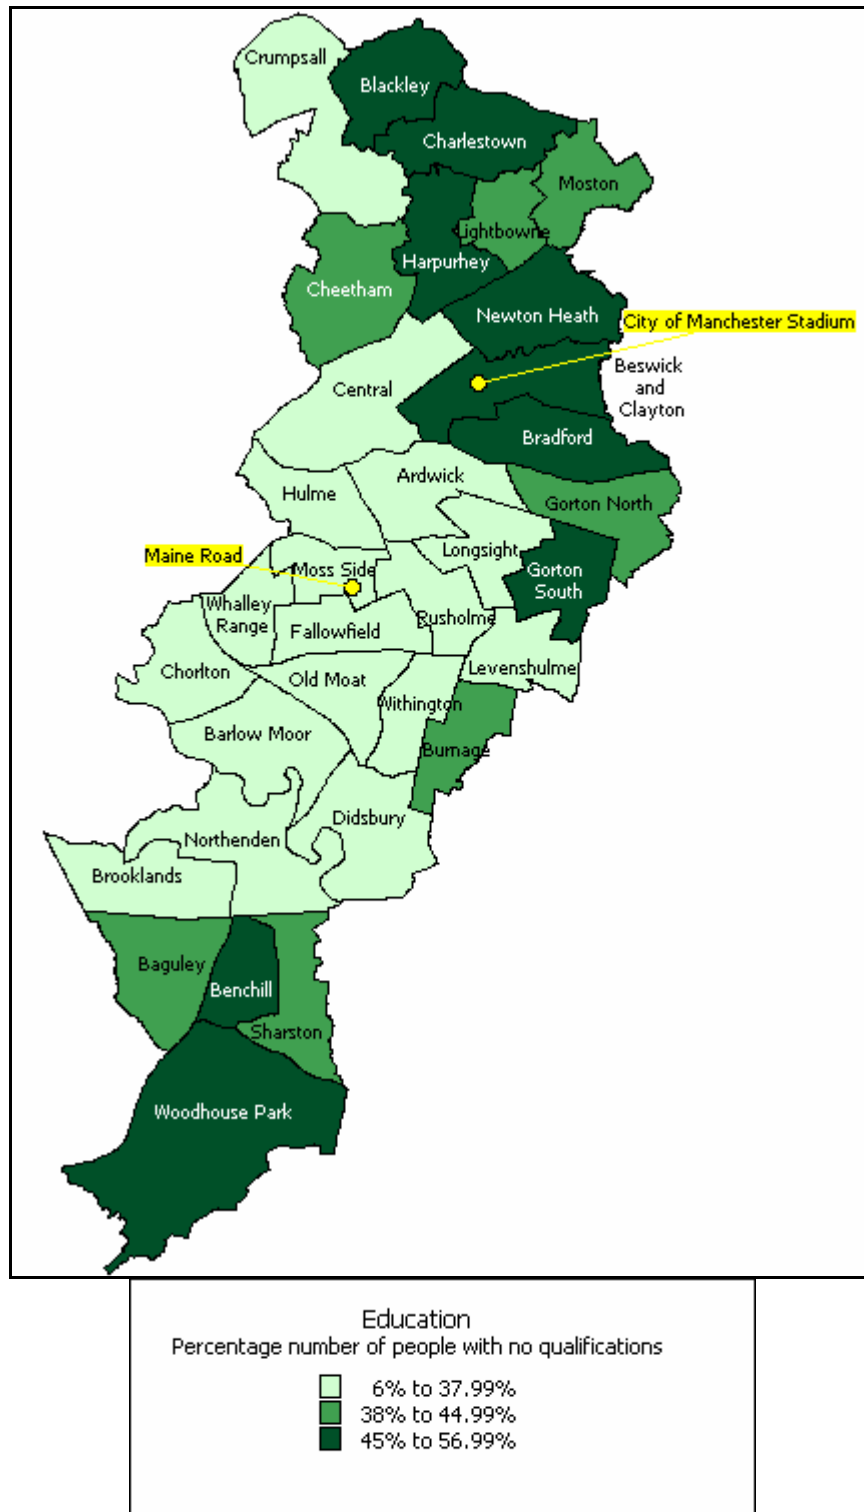 Crumpsall
Blackley
Charlestown
Moston
Lightbowne
Harpurhey
Cheetham
Newton Heath
City of Manchester Stadium
Beswick
and
Clayton
Central
Bradford
Ardwick
Hulme
Gorton North
Maine Road
Longsight
Moss Side
Gorton
South
Whalley
Range
Rusholme
Fallowfield
Levenshulme
Chorlton
Old Moat
Withington
Barlow Moor
Burnage
Didsbury
Northenden
Brooklands
Baguley
Benchill
Sharston
Woodhouse Park
Education
Percentage number of people with no qualifications
6% to 37.99%
38% to 44.99%
45% to 56.99%